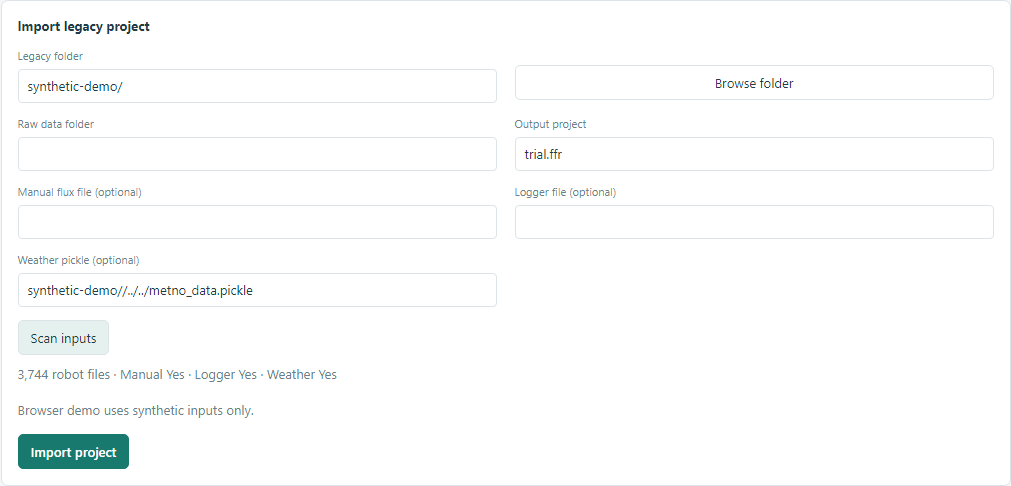 Import legacy project
Legacy folder
synthetic-demo/
Browse folder
Raw data folder
Output project
trial.ffr
Manual flux file (optional)
Logger file (optional)
Weather pickle (optional)
synthetic-demo//../../metno_data.pickle
Scan inputs
3,744 robot files · Manual Yes · Logger Yes · Weather Yes
Browser demo uses synthetic inputs only.
Import project